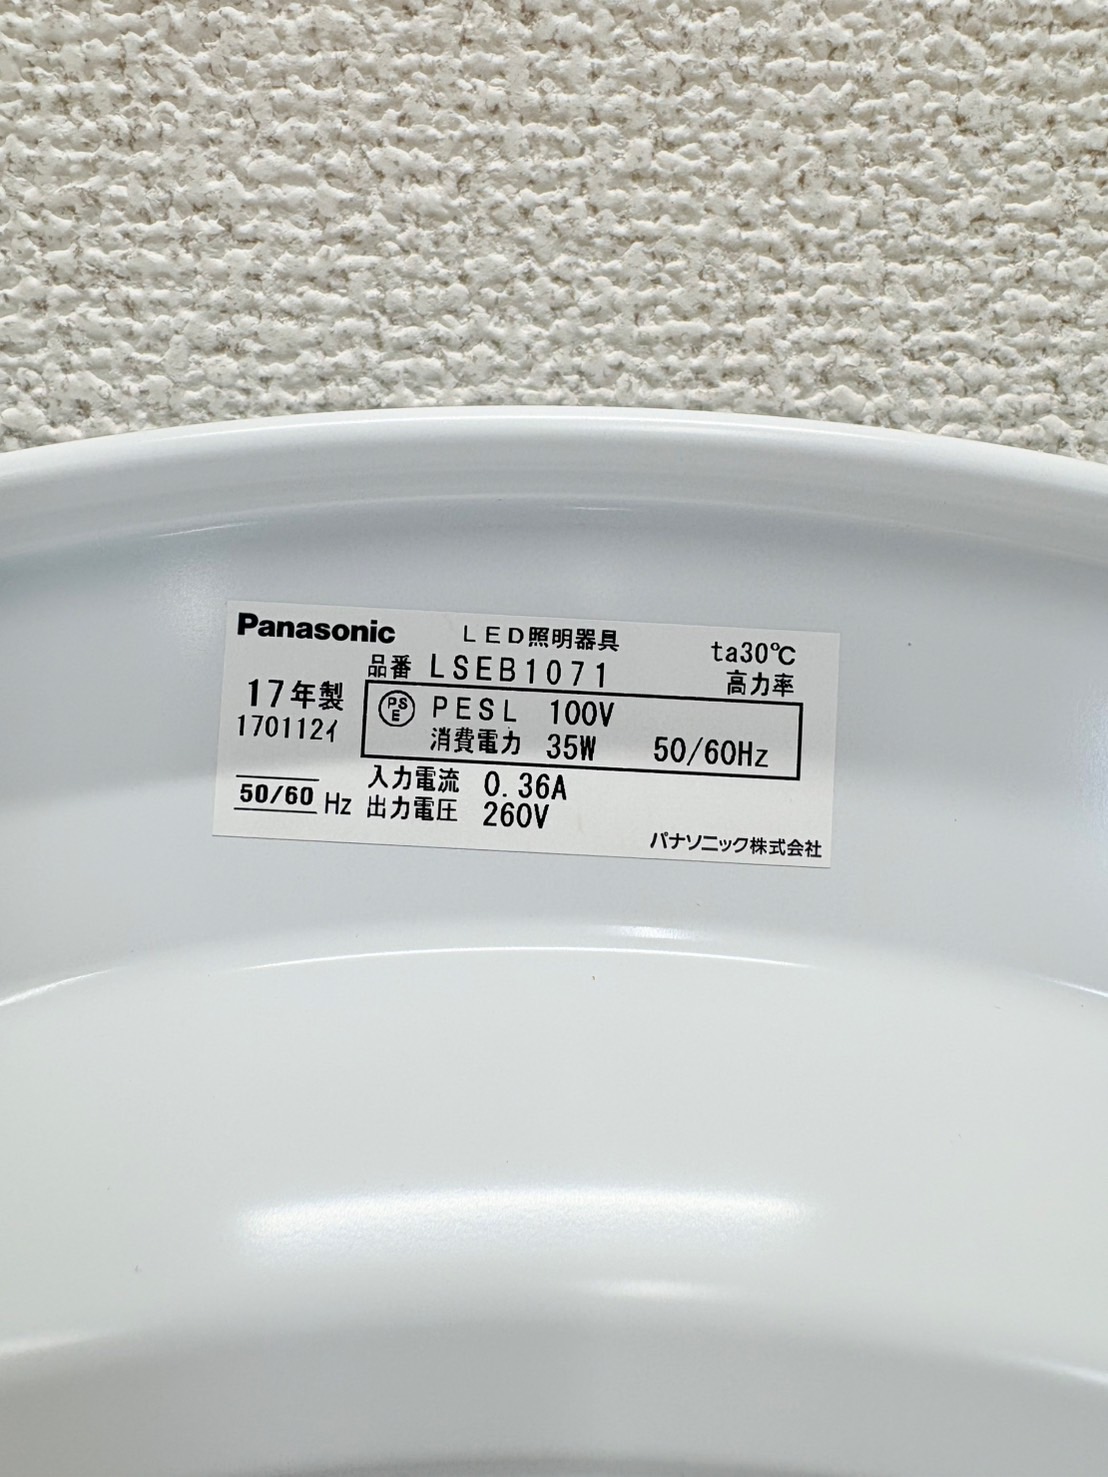 Panasonic LED照明器具 ta30℃
品番 LSEB1071 高力率
17年製
170112イ
PSE PESL 100V
消費電力 35W 50/60Hz
入力電流 0.36A
50/60 Hz 出力電圧 260V
パナソニック株式会社